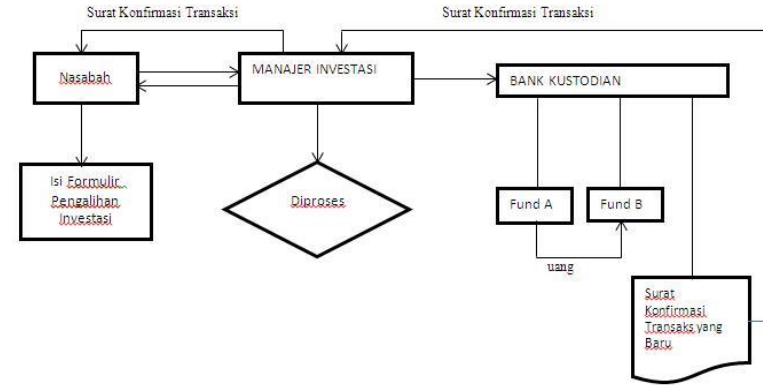 Surat Konfirmasi Transaksi
Surat Konfirmasi Transaksi
Nasabah
MANAJER INVESTASI
BANK KUSTODIAN
Isi Formulir
Pengalihan
Investasi
Diproses
Fund A
Fund B
uang
Surat
Konfirmasi
Transaks yang
Baru